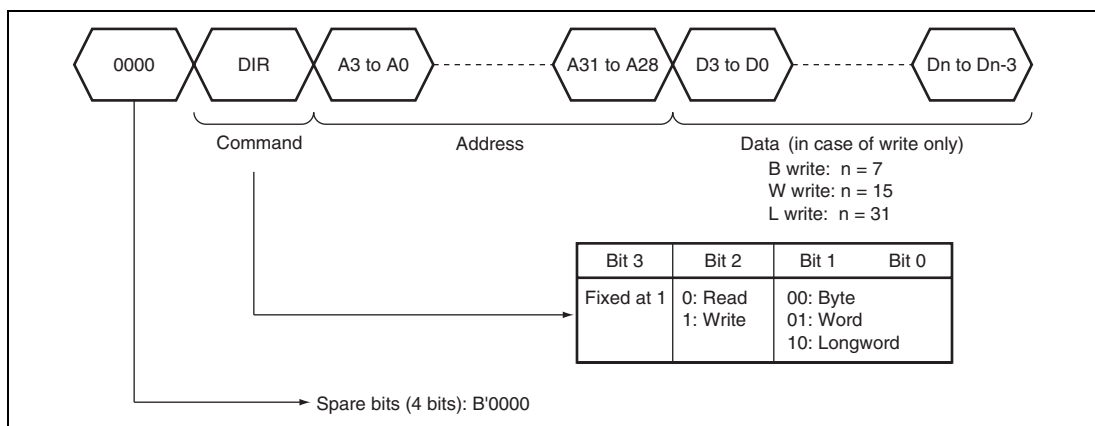 0000 DIR A3 to A0 A31 to A28 D3 to D0 Dn to Dn-3
Command Address Data (in case of write only)
B write: n = 7
W write: n = 15
L write: n = 31
Bit 3 Bit 2 Bit 1 Bit 0
Fixed at 1 0: Read 00: Byte
1: Write 01: Word
10: Longword
Spare bits (4 bits): B'0000